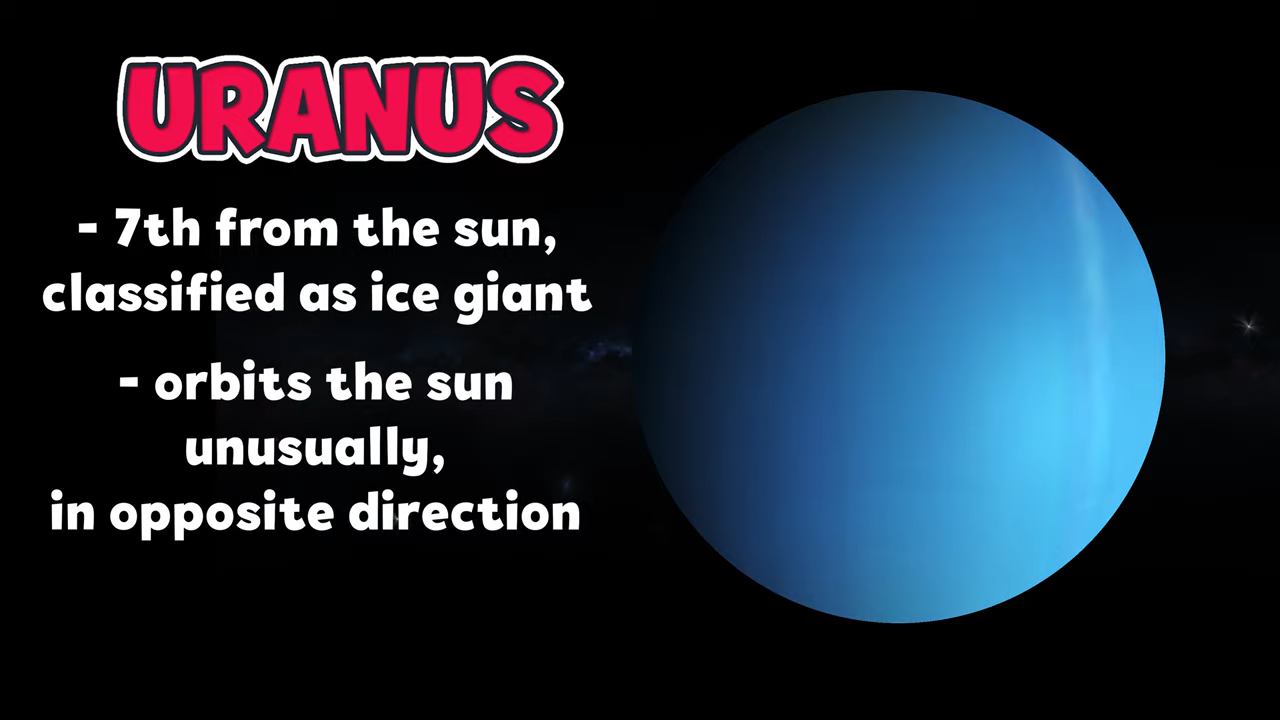 URANUS
- 7th from the sun,
classified as ice giant
- orbits the sun
unusually,
in opposite direction